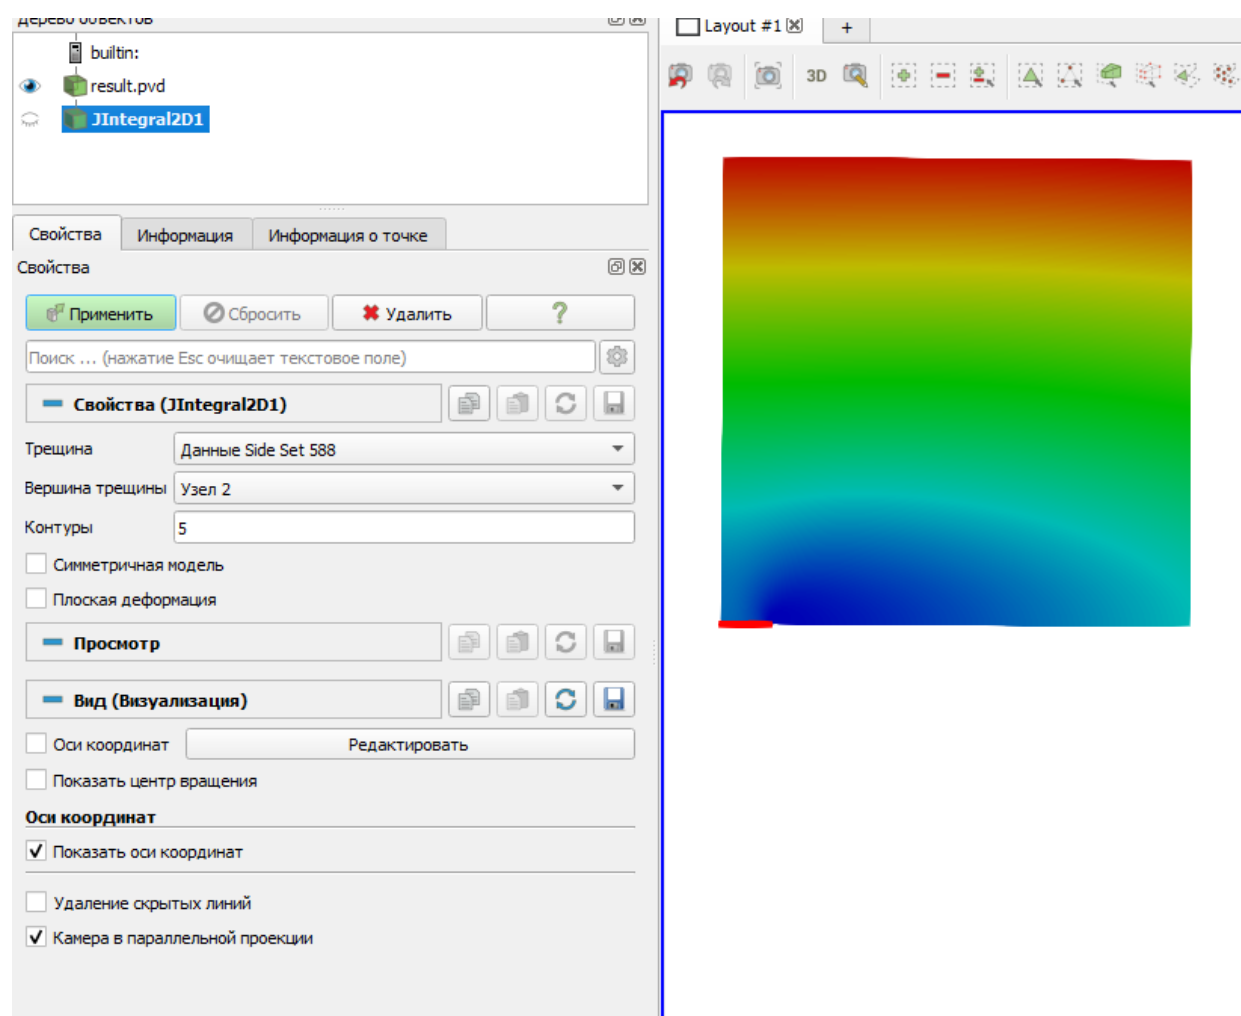 Дерево объектов
builtin:
result.pvd
JIntegral2D1
Свойства
Информация
Информация о точке
Свойства
Применить
Сбросить
Удалить
?
Поиск ... (нажатие Esc очищает текстовое поле)
Свойства (JIntegral2D1)
Трещина
Данные Side Set 588
Вершина трещины
Узел 2
Контуры
5
Симметричная модель
Плоская деформация
Просмотр
Вид (Визуализация)
Оси координат
Редактировать
Показать центр вращения
Оси координат
Показать оси координат
Удаление скрытых линий
Камера в параллельной проекции
Layout #1
+
3D